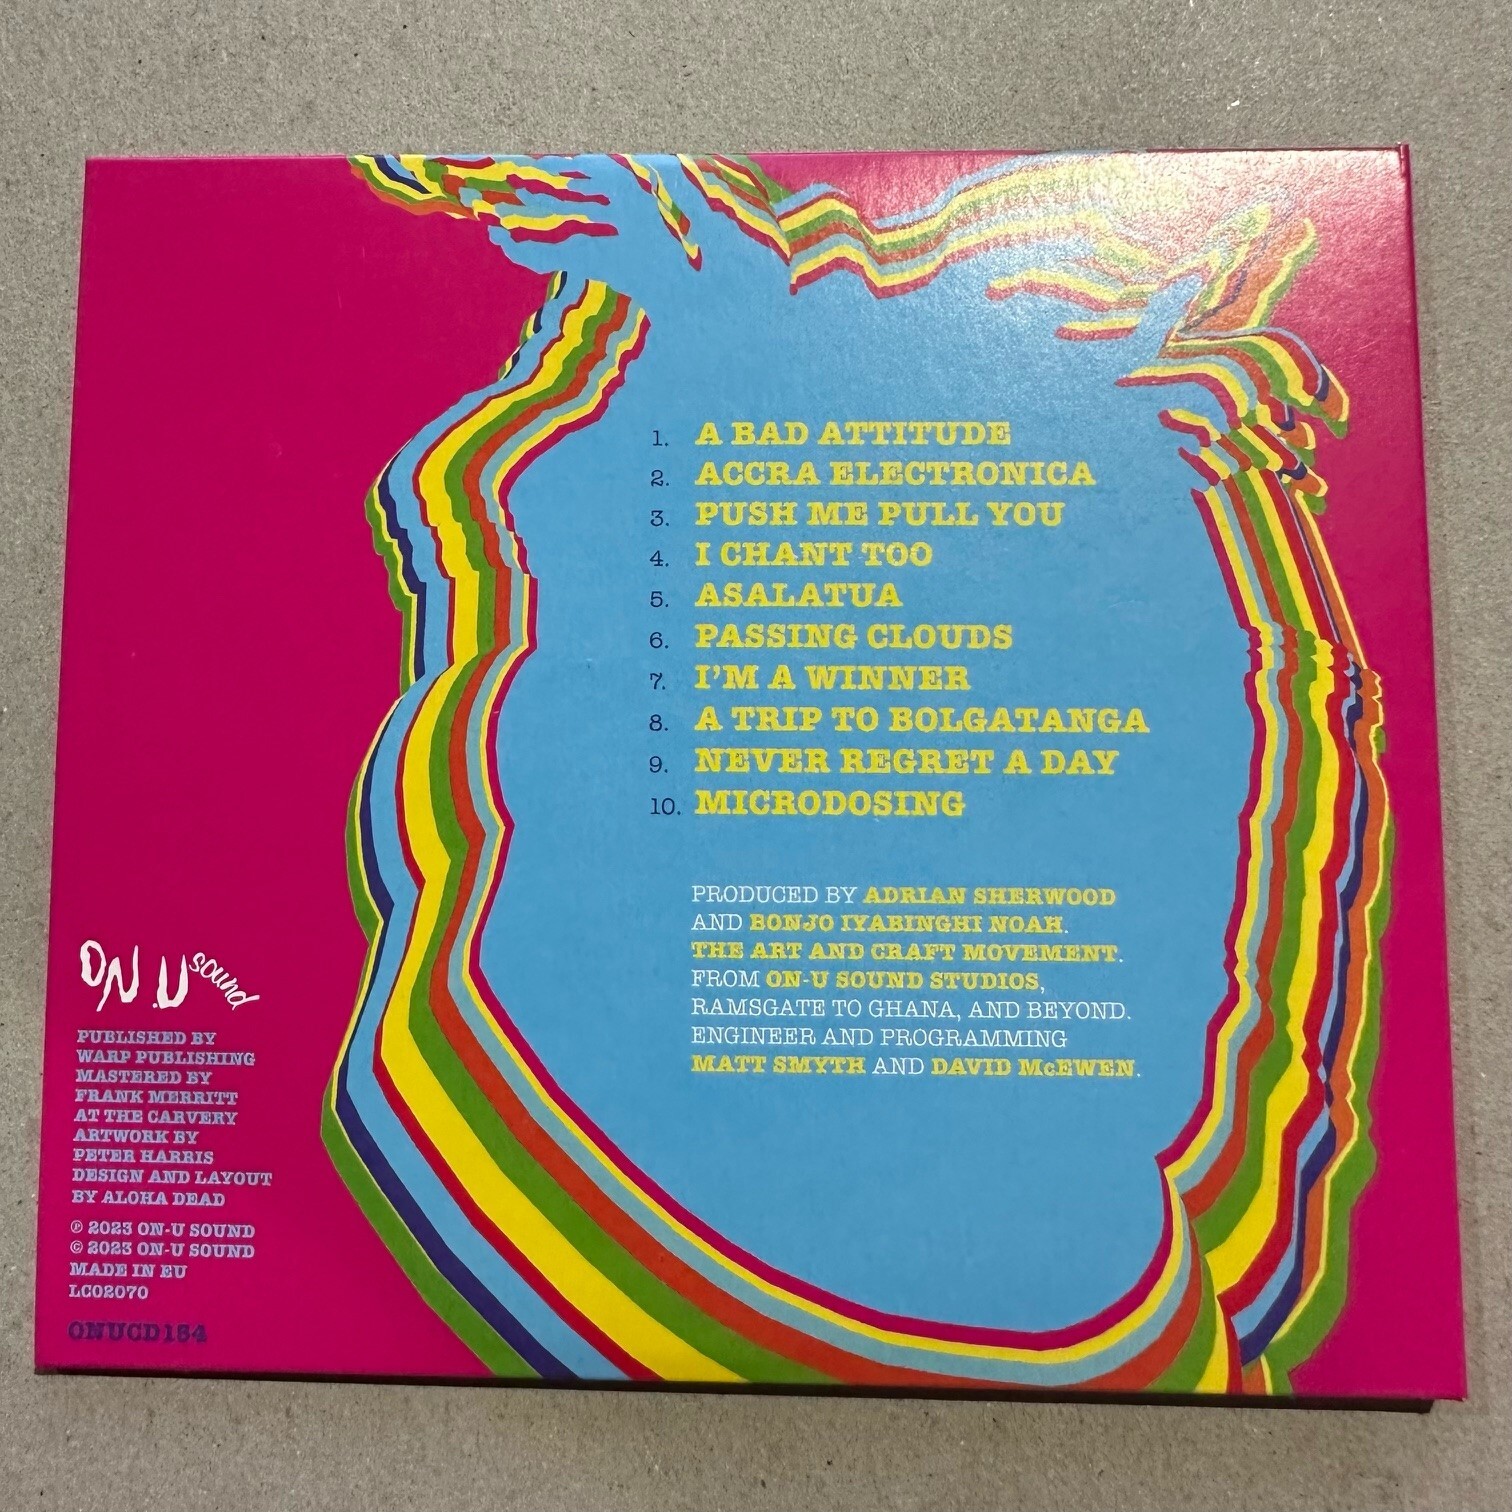 1. A BAD ATTITUDE
2. ACCRA ELECTRONICA
3. PUSH ME PULL YOU
4. I CHANT TOO
5. ASALATUA
6. PASSING CLOUDS
7. I'M A WINNER
8. A TRIP TO BOLGATANGA
9. NEVER REGRET A DAY
10. MICRODOSING
PRODUCED BY ADRIAN SHERWOOD
AND BONJO IYABINGHI NOAH.
THE ART AND CRAFT MOVEMENT.
FROM ON-U SOUND STUDIOS,
RAMSGATE TO GHANA, AND BEYOND.
ENGINEER AND PROGRAMMING
MATT SMYTH AND DAVID McEWEN.
ON.U sound
PUBLISHED BY
WARP PUBLISHING
MASTERED BY
FRANK MERRITT
AT THE CARVERY
ARTWORK BY
PETER HARRIS
DESIGN AND LAYOUT
BY ALOHA DEAD
℗ 2023 ON-U SOUND
© 2023 ON-U SOUND
MADE IN EU
LC02070
ONUCD154